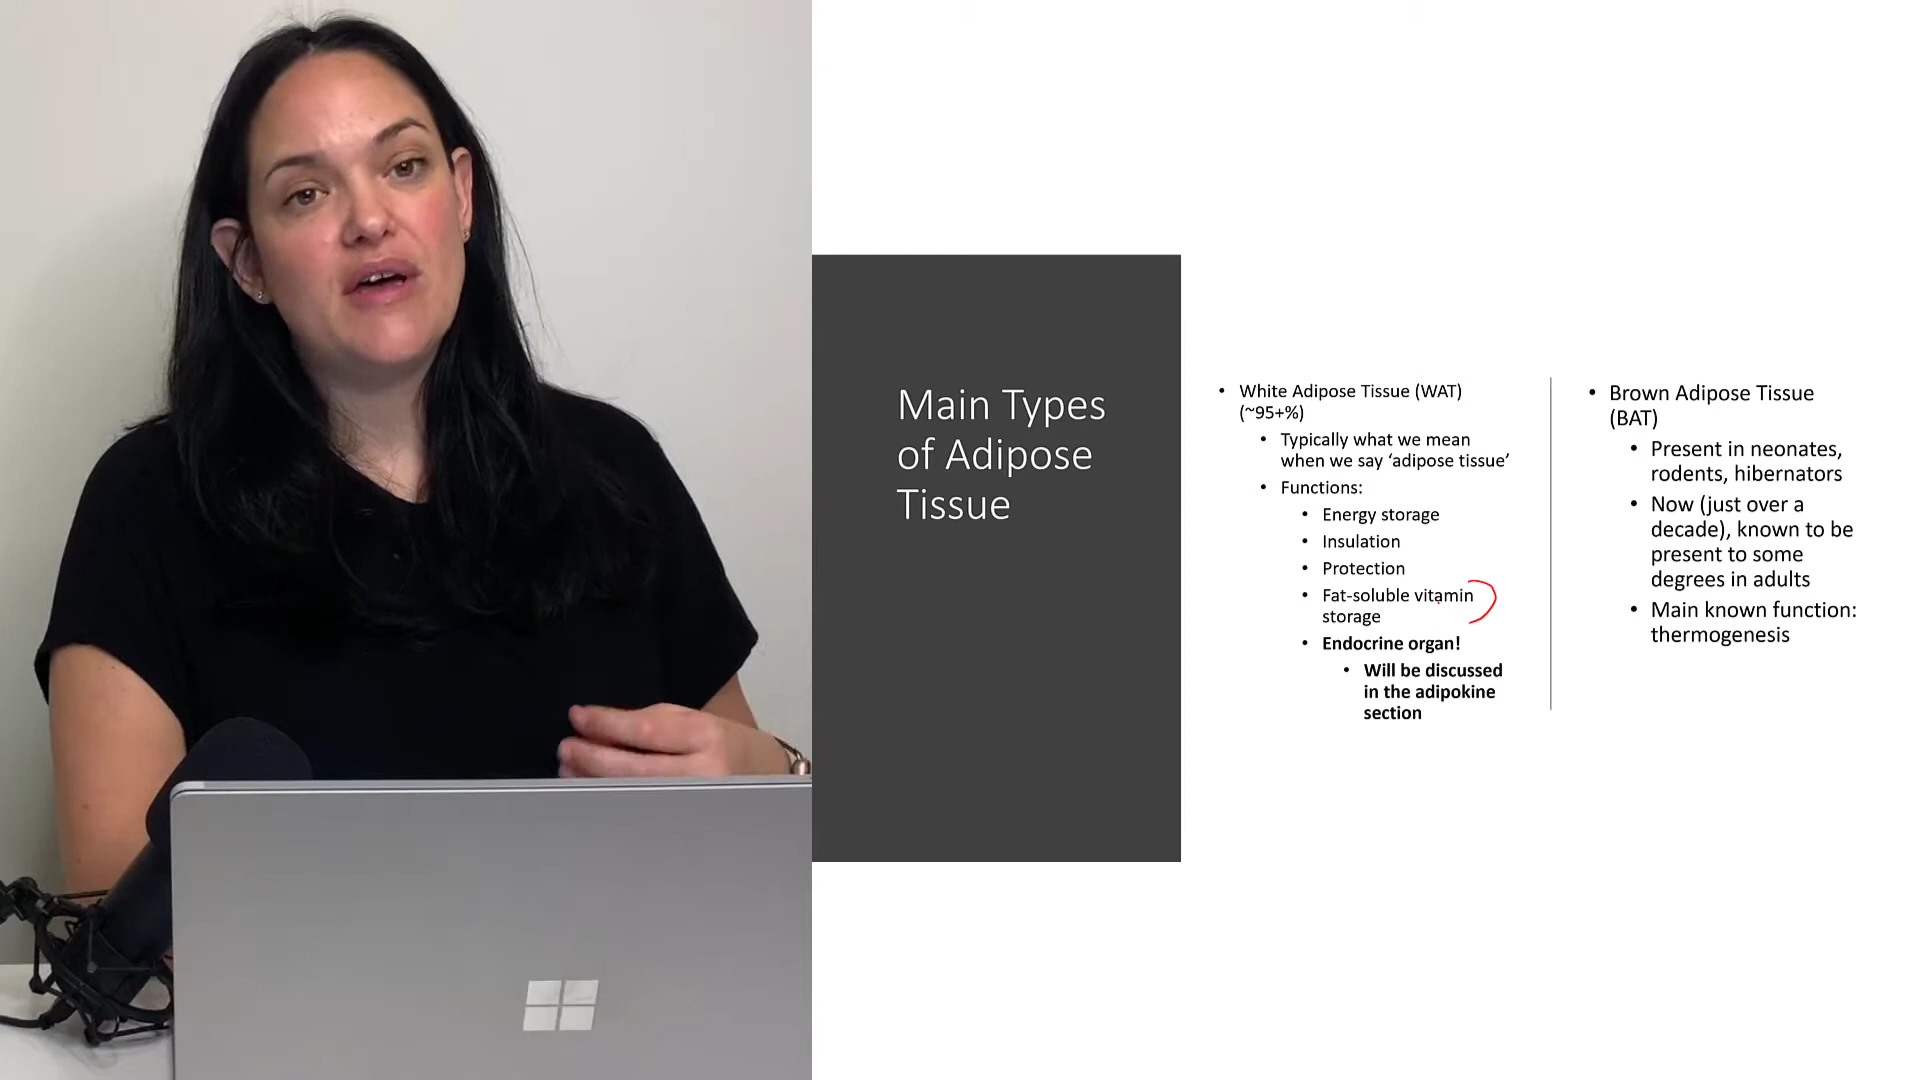 Main Types
of Adipose
Tissue
• White Adipose Tissue (WAT)
(~95+%)
• Typically what we mean
when we say ‘adipose tissue’
• Functions:
• Energy storage
• Insulation
• Protection
• Fat-soluble vitamin
storage
• Endocrine organ!
• Will be discussed
in the adipokine
section
• Brown Adipose Tissue
(BAT)
• Present in neonates,
rodents, hibernators
• Now (just over a
decade), known to be
present to some
degrees in adults
• Main known function:
thermogenesis